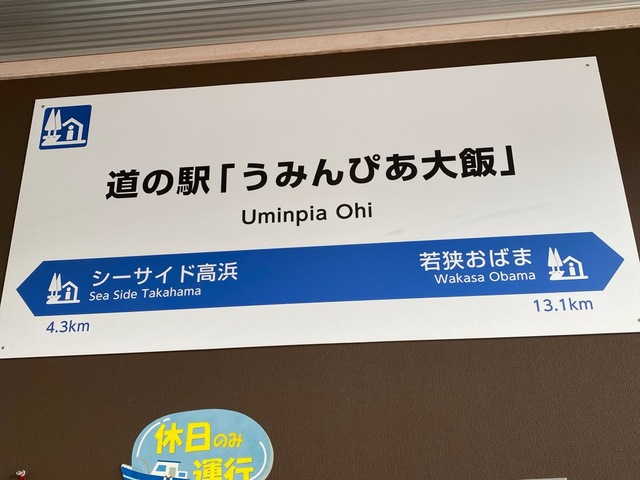 道の駅「うみんぴあ大飯」
Uminpia Ohi
シーサイド高浜
Sea Side Takahama
若狭おばま
Wakasa Obama
4.3km
13.1km
休日のみ
運行